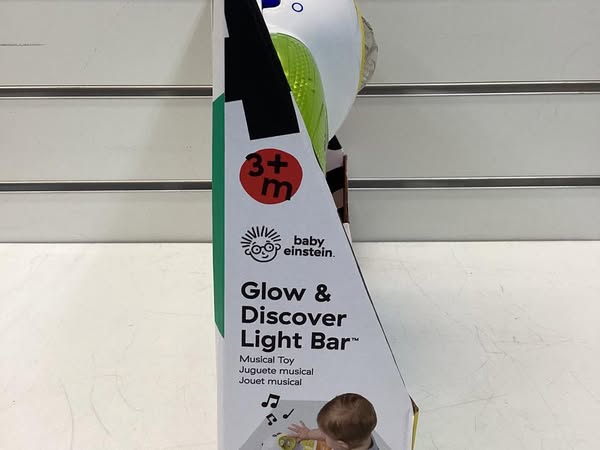 3+
m
baby
einstein.
Glow &
Discover
Light Bar™
Musical Toy
Juguete musical
Jouet musical